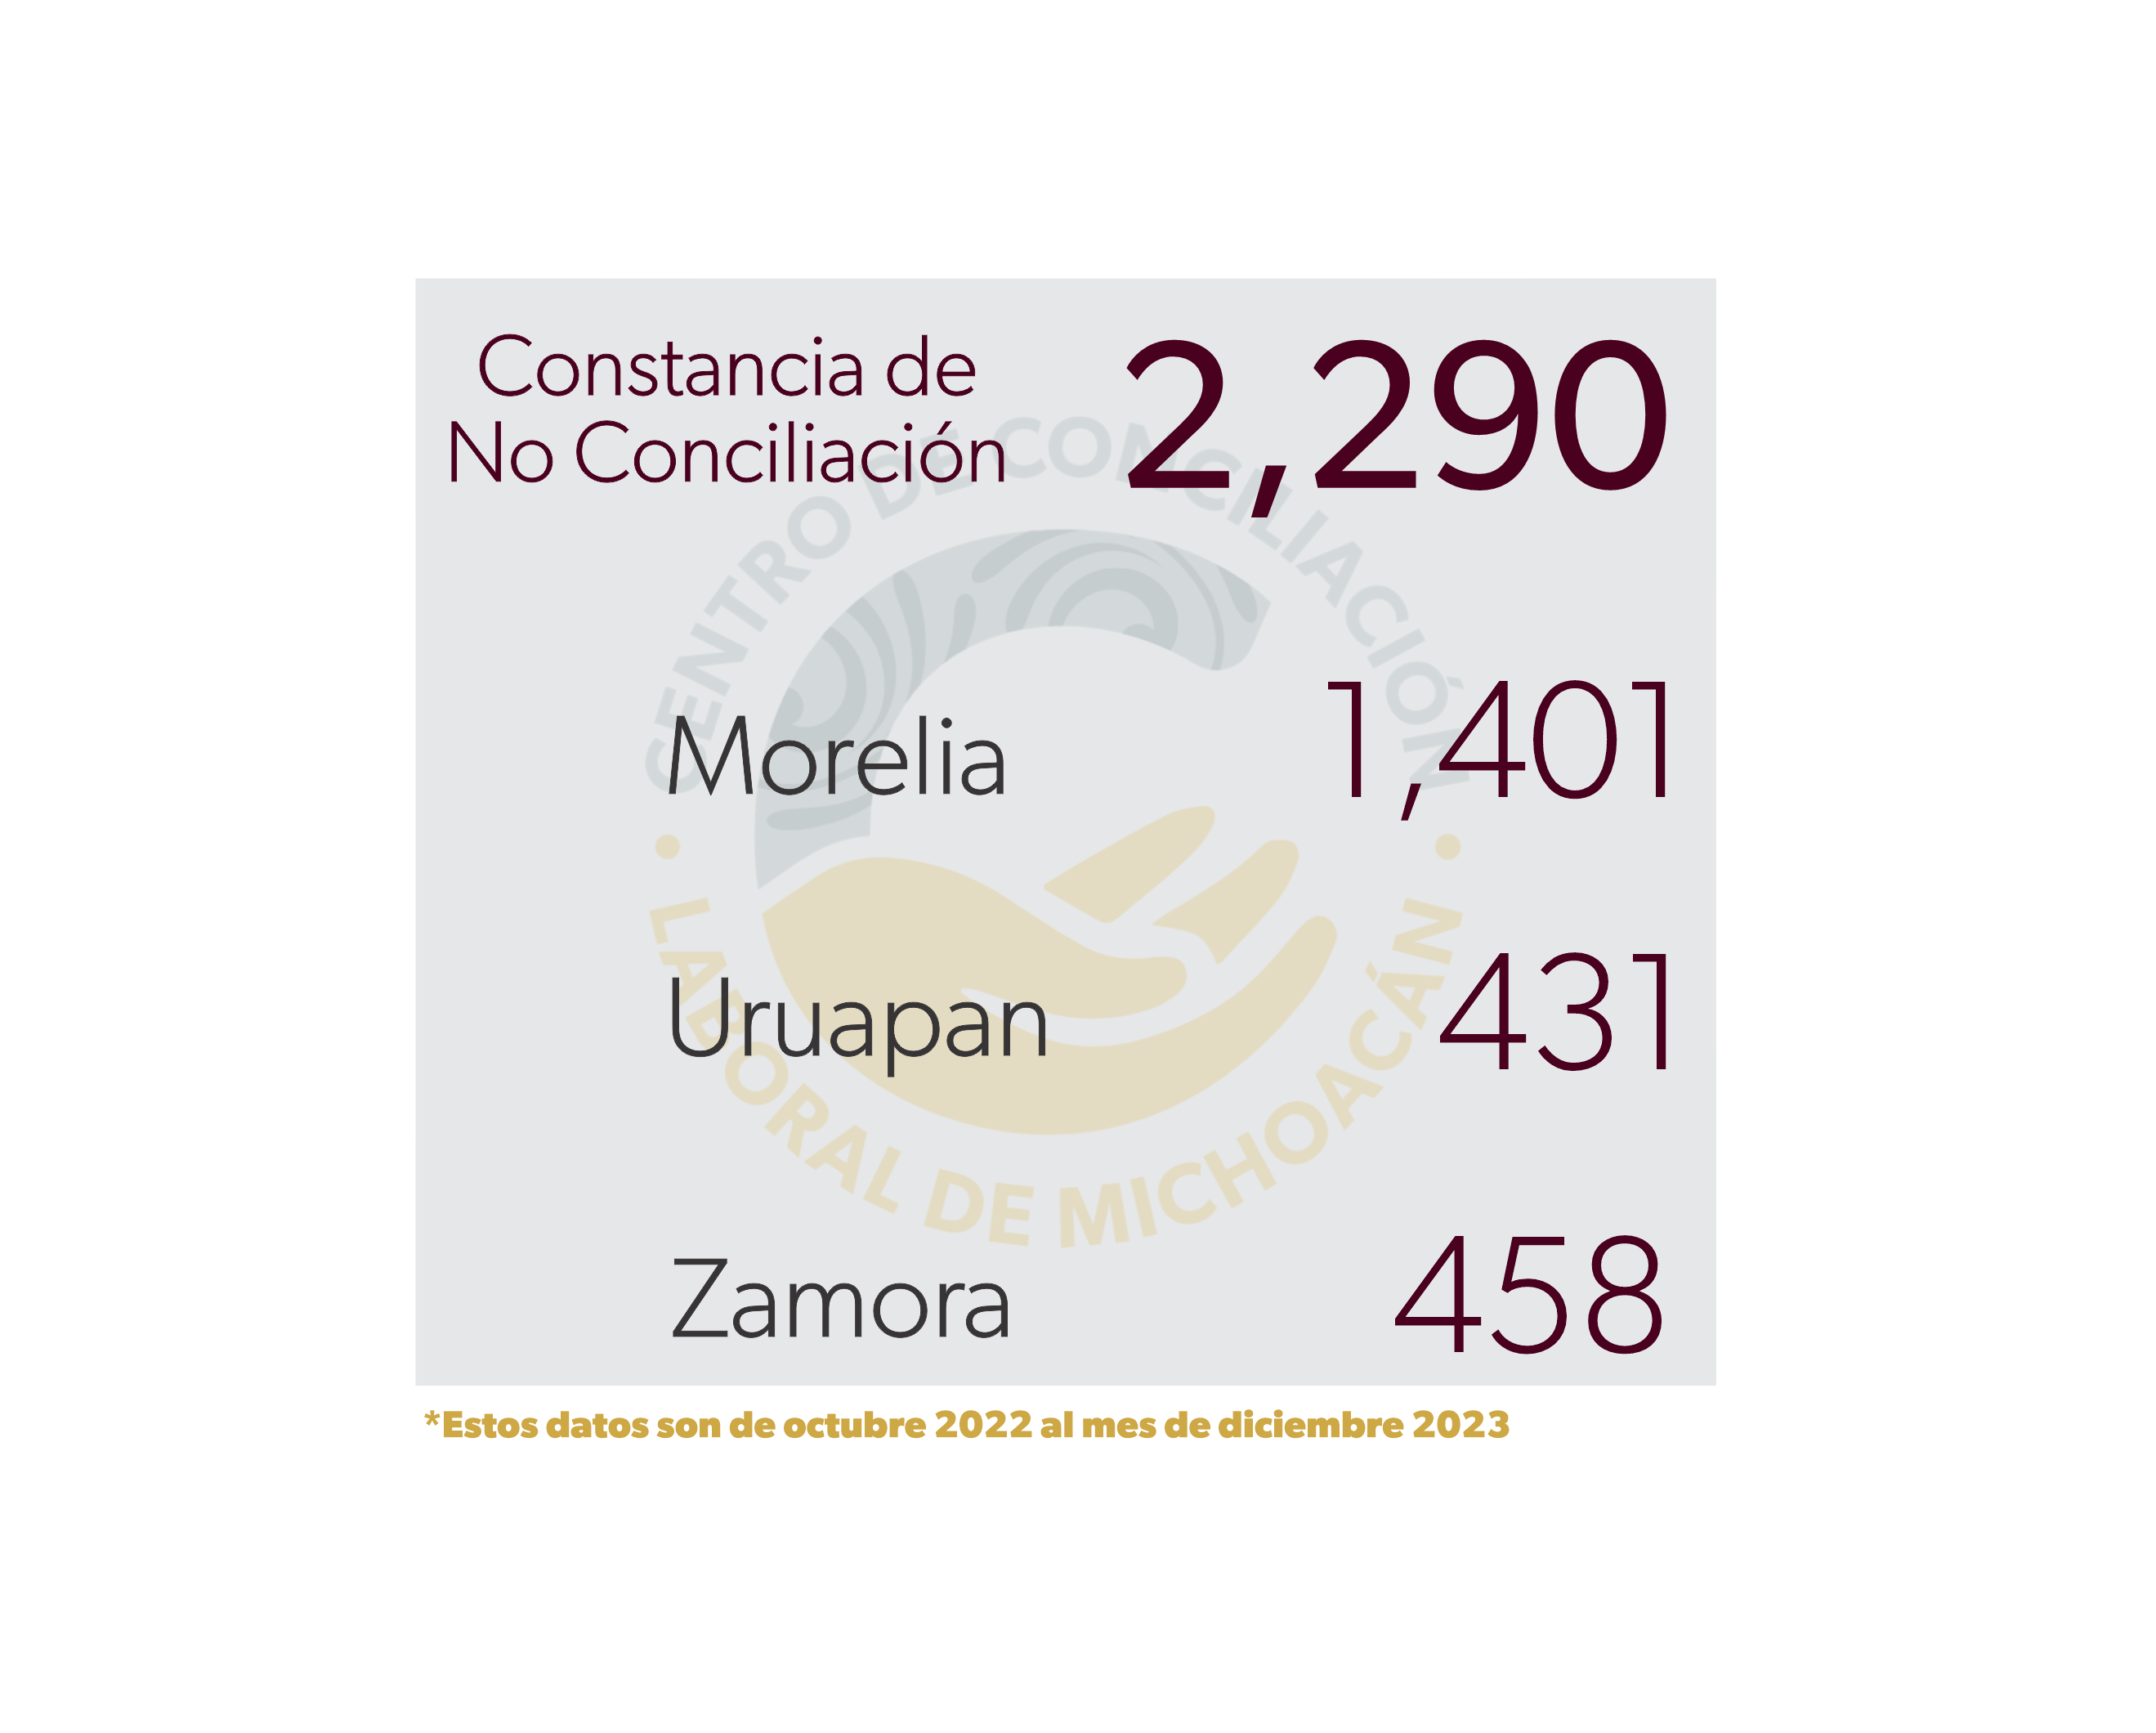 Constancia de
No Conciliación
2,290
Morelia
1,401
Uruapan
431
Zamora
458
CENTRO DE CONCILIACIÓN
LABORAL DE MICHOACÁN
*Estos datos son de octubre 2022 al mes de diciembre 2023